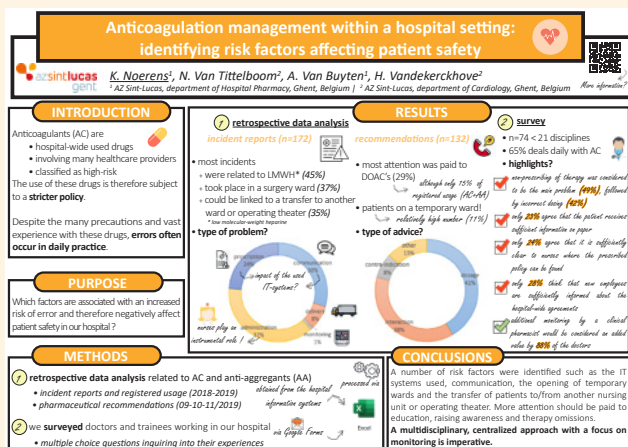 Anticoagulation management within a hospital setting:
identifying risk factors affecting patient safety
azsintlucas
gent
K. Noerens¹, N. Van Tittelboom², A. Van Buyten¹, H. Vandekerckhove²
¹ AZ Sint-Lucas, department of Hospital Pharmacy, Ghent, Belgium | ² AZ Sint-Lucas, department of Cardiology, Ghent, Belgium
More information?
INTRODUCTION
Anticoagulants (AC) are
• hospital-wide used drugs
• involving many healthcare providers
• classified as high-risk
The use of these drugs is therefore subject
to a stricter policy.
Despite the many precautions and vast
experience with these drugs, errors often
occur in daily practice.
PURPOSE
Which factors are associated with an increased
risk of error and therefore negatively affect
patient safety in our hospital ?
RESULTS
1 retrospective data analysis
incident reports (n=172)
• most incidents
◦ were related to LMWH* (45%)
◦ took place in a surgery ward (37%)
◦ could be linked to a transfer to another
ward or operating theater (35%)
* low molecular-weight heparine
• type of problem?
prescription
communication
impact of the used
IT-systems?
delivery
monitoring
administration
nurses play an
instrumental role !
recommendations (n=132)
• most attention was paid to
DOAC's (29%)
although only 15% of
registered usage (AC+AA)
• patients on a temporary ward!
relatively high number (11%)
• type of advice?
other
13%
contra-indication
8%
dosage
41%
interaction
38%
2 survey
• n=74 < 21 disciplines
• 65% deals daily with AC
• highlights?
non-prescribing of therapy was considered
to be the main problem (49%), followed
by incorrect dosing (42%)
only 23% agree that the patient receives
sufficient information on paper
only 24% agree that it is sufficiently
clear to nurses where the prescribed
policy can be found
only 28% think that new employees
are sufficiently informed about the
hospital-wide agreements
additional monitoring by a clinical
pharmacist would be considered an added
value by 88% of the doctors
METHODS
1 retrospective data analysis related to AC and anti-aggregants (AA)
• incident reports and registered usage (2018-2019)
• pharmaceutical recommendations (09-10-11/2019)
obtained from the hospital
information systems
processed via
Excel
2 we surveyed doctors and trainees working in our hospital
• multiple choice questions inquiring into their experiences
via Google Forms
CONCLUSIONS
A number of risk factors were identified such as the IT
systems used, communication, the opening of temporary
wards and the transfer of patients to/from another nursing
unit or operating theater. More attention should be paid to
education, raising awareness and therapy omissions.
A multidisciplinary, centralized approach with a focus on
monitoring is imperative.